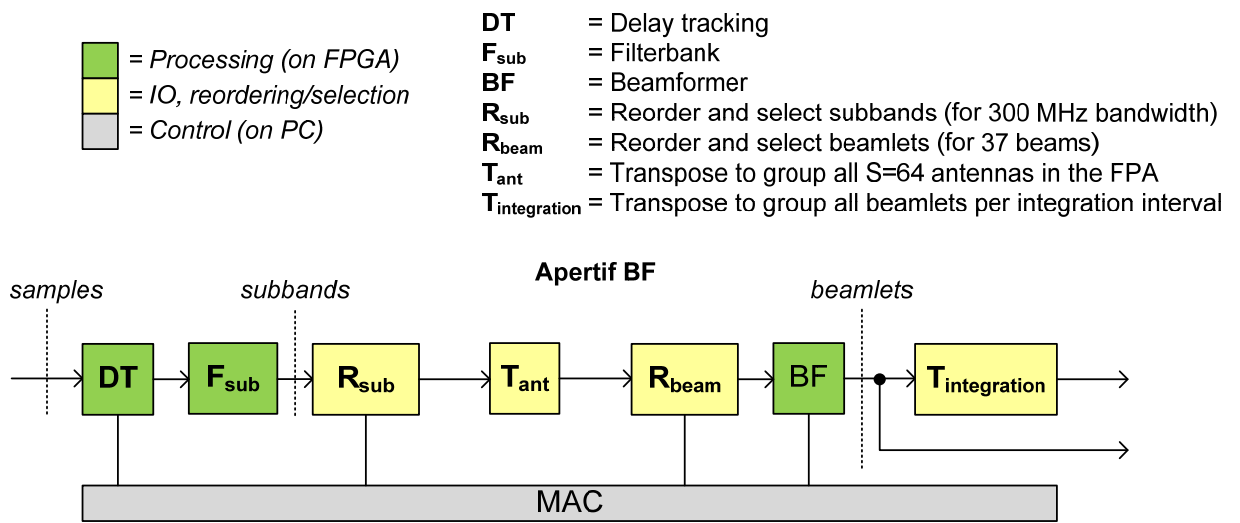 DT = Delay tracking
Fsub = Filterbank
BF = Beamformer
Rsub = Reorder and select subbands (for 300 MHz bandwidth)
Rbeam = Reorder and select beamlets (for 37 beams)
Tant = Transpose to group all S=64 antennas in the FPA
Tintegration = Transpose to group all beamlets per integration interval
= Processing (on FPGA)
= IO, reordering/selection
= Control (on PC)
Apertif BF
samples
subbands
beamlets
DT
Fsub
Rsub
Tant
Rbeam
BF
Tintegration
MAC